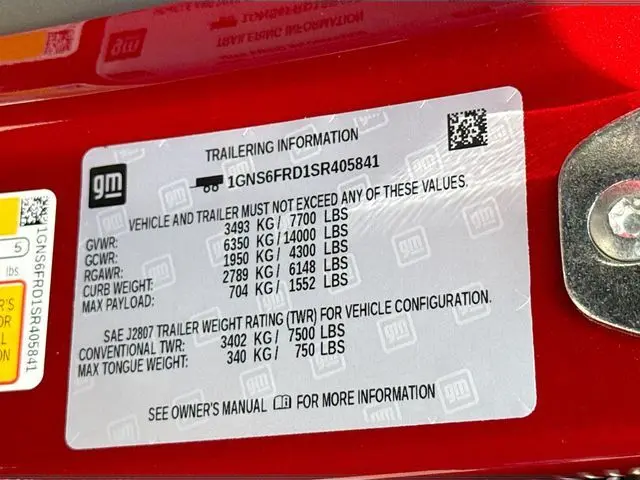 gm
TRAILERING INFORMATION
1GNS6FRD1SR405841
VEHICLE AND TRAILER MUST NOT EXCEED ANY OF THESE VALUES.
GVWR: 3493 KG/ 7700 LBS
GCWR: 6350 KG/14000 LBS
RGAWR: 1950 KG/ 4300 LBS
CURB WEIGHT: 2789 KG/ 6148 LBS
MAX PAYLOAD: 704 KG/ 1552 LBS
SAE J2807 TRAILER WEIGHT RATING (TWR) FOR VEHICLE CONFIGURATION.
CONVENTIONAL TWR: 3402 KG/ 7500 LBS
MAX TONGUE WEIGHT: 340 KG/ 750 LBS
SEE OWNER'S MANUAL FOR MORE INFORMATION
5
lbs
1GNS6FRD1SR405841